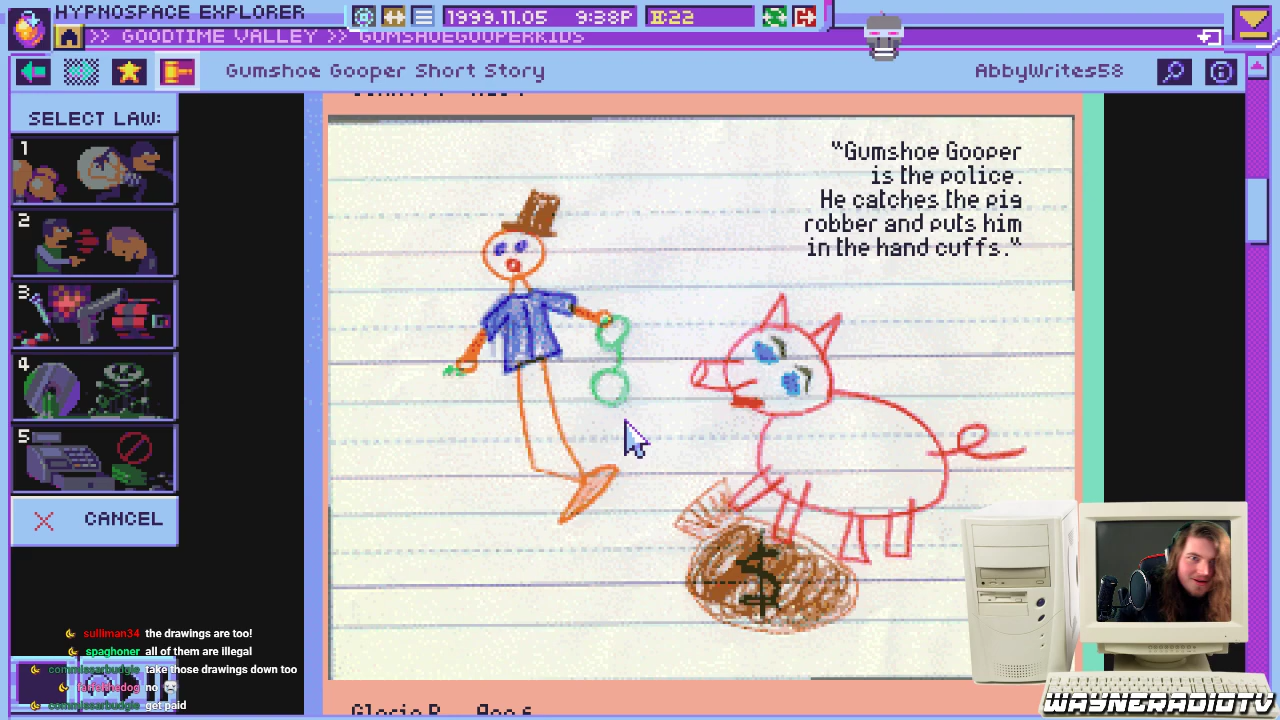 HYPNOSPACE EXPLORER
1999.11.05 9:38P
22
>> GOODTIME VALLEY >> GUMSHOEGOOPERKIDS
Gumshoe Gooper Short Story
AbbyWrites58
SELECT LAW:
1
2
3
4
5
CANCEL
"Gumshoe Gooper
is the police.
He catches the pig
robber and puts him
in the hand cuffs."
$
sulliman34 the drawings are too!
spaghoner all of them are illegal
commissarbudgie take those drawings down too
no
commissarbudgie get paid
Gloria R
WAYNERADIOTV